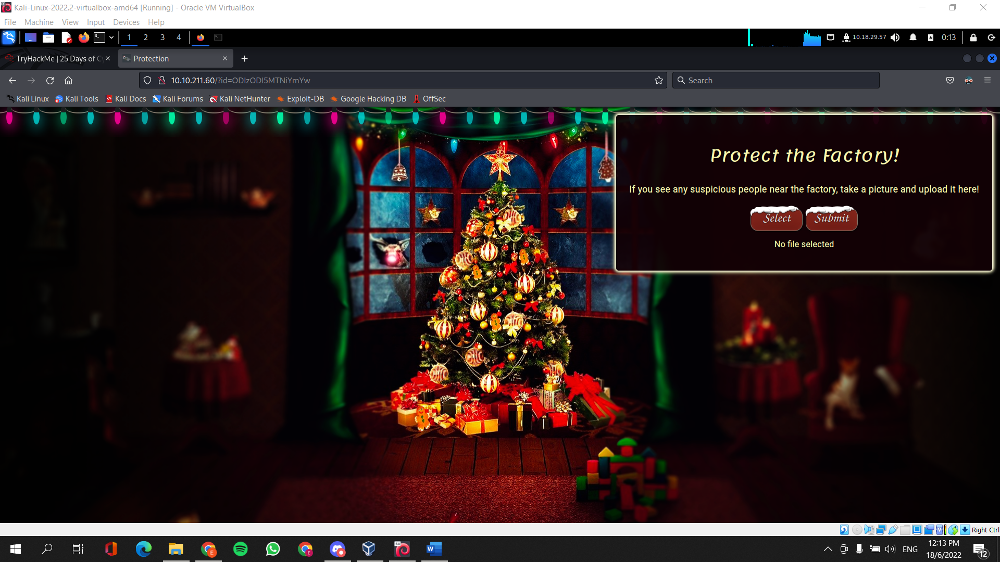 Kali-Linux-2022.2-virtualbox-amd64 [Running] - Oracle VM VirtualBox
File Machine View Input Devices Help
1 2 3 4 10.18.29.57 0:13
TryHackMe | 25 Days of Cy Protection
10.10.211.60/?id=ODIzODI5MTNiYmYw Search
Kali Linux Kali Tools Kali Docs Kali Forums Kali NetHunter Exploit-DB Google Hacking DB OffSec
Protect the Factory!
If you see any suspicious people near the factory, take a picture and upload it here!
Select Submit
No file selected
Right Ctrl
ENG
12:13 PM
18/6/2022
12